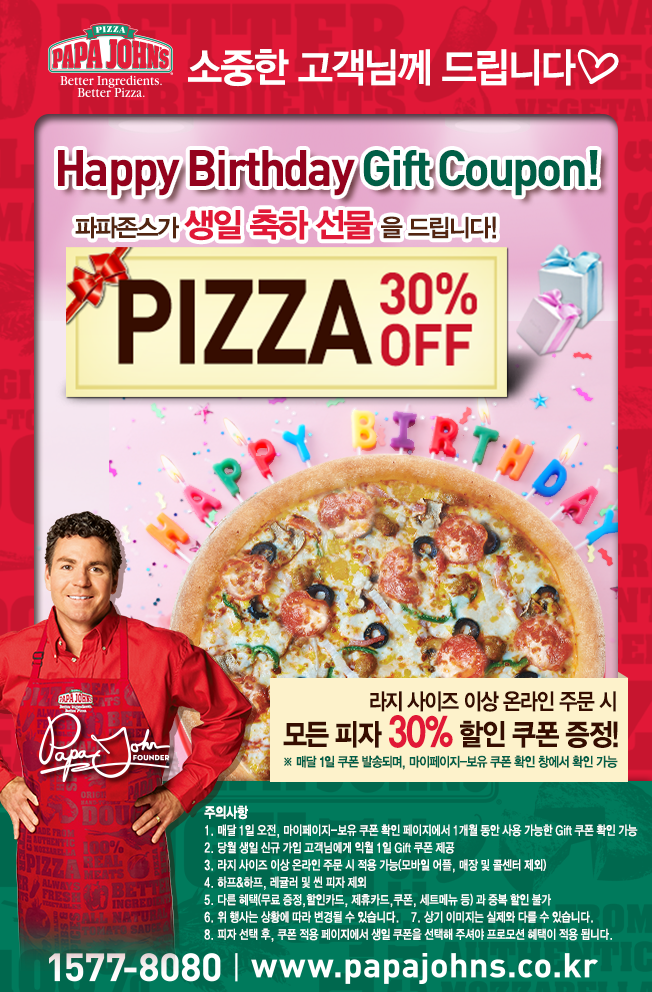 PIZZA
PAPA JOHNS
Better Ingredients.
Better Pizza.
소중한 고객님께 드립니다♡
Happy Birthday Gift Coupon!
파파존스가 생일 축하 선물 을 드립니다!
PIZZA 30% OFF
HAPPY BIRTHDAY
라지 사이즈 이상 온라인 주문 시
모든 피자 30% 할인 쿠폰 증정!
※ 매달 1일 쿠폰 발송되며, 마이페이지-보유 쿠폰 확인 창에서 확인 가능
PAPA JOHNS
Better Ingredients.
Better Pizza.
Papa John
FOUNDER
주의사항
1. 매달 1일 오전, 마이페이지-보유 쿠폰 확인 페이지에서 1개월 동안 사용 가능한 Gift 쿠폰 확인 가능
2. 당월 생일 신규 가입 고객님에게 익월 1일 Gift 쿠폰 제공
3. 라지 사이즈 이상 온라인 주문 시 적용 가능(모바일 어플, 매장 및 콜센터 제외)
4. 하프&하프, 레귤러 및 씬 피자 제외
5. 다른 혜택(무료 증정,할인카드, 제휴카드,쿠폰, 세트메뉴 등) 과 중복 할인 불가
6. 위 행사는 상황에 따라 변경될 수 있습니다. 7. 상기 이미지는 실제와 다를 수 있습니다.
8. 피자 선택 후, 쿠폰 적용 페이지에서 생일 쿠폰을 선택해 주셔야 프로모션 혜택이 적용 됩니다.
1577-8080 | www.papajohns.co.kr